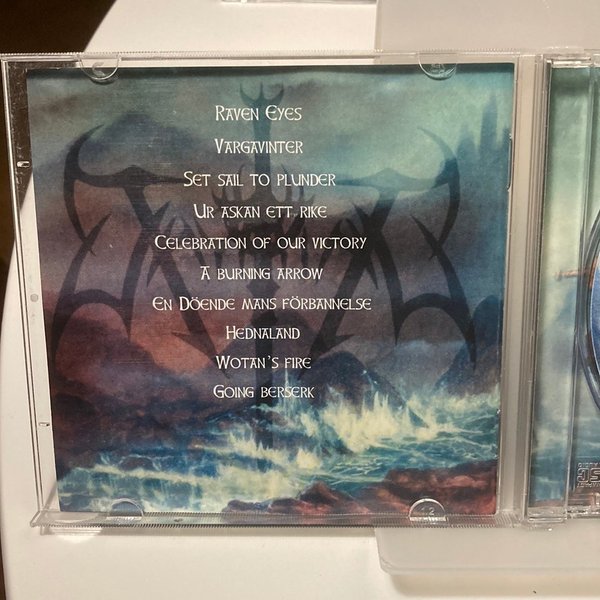 Raven Eyes
Vargavinter
Set sail to plunder
Ur askan ett rike
Celebration of our victory
A burning arrow
En Döende mans förbannelse
Hednaland
Wotan's fire
Going berserk